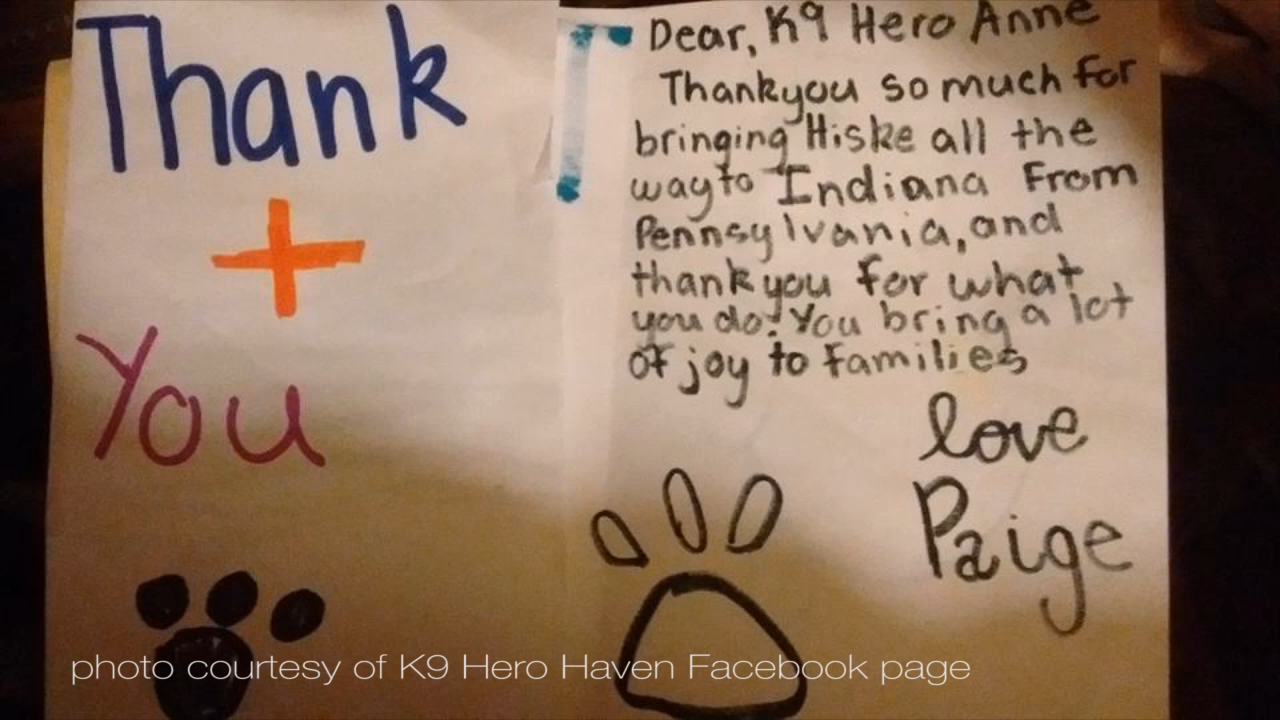 Thank
+
You
Dear, K9 Hero Anne
Thankyou so much for
bringing Hiske all the
way to Indiana From
Pennsylvania, and
thank you for what
you do! You bring a lot
of joy to families
love
Paige
photo courtesy of K9 Hero Haven Facebook page